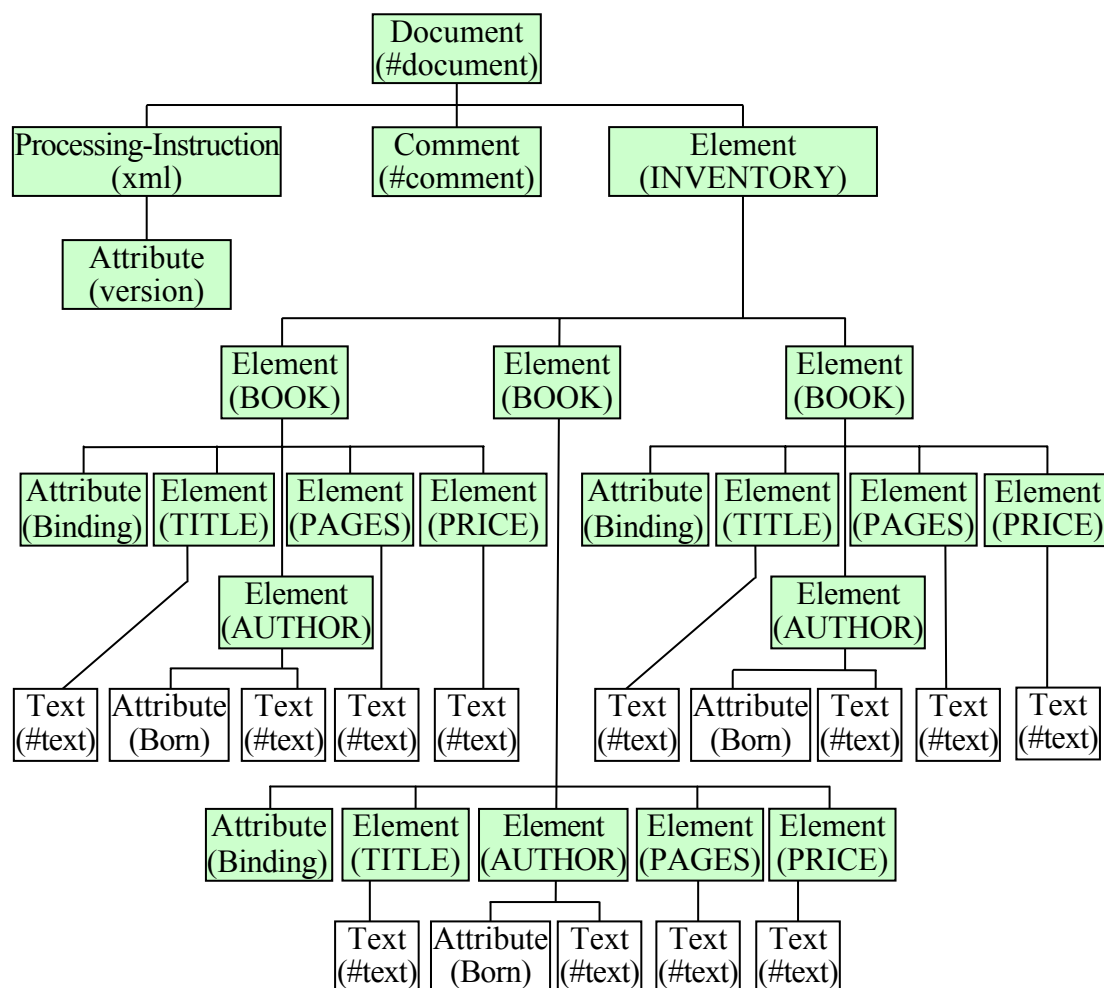 Document
(#document)
Processing-Instruction
(xml)
Comment
(#comment)
Element
(INVENTORY)
Attribute
(version)
Element
(BOOK)
Element
(BOOK)
Element
(BOOK)
Attribute
(Binding)
Element
(TITLE)
Element
(PAGES)
Element
(PRICE)
Attribute
(Binding)
Element
(TITLE)
Element
(PAGES)
Element
(PRICE)
Element
(AUTHOR)
Element
(AUTHOR)
Text
(#text)
Attribute
(Born)
Text
(#text)
Text
(#text)
Text
(#text)
Text
(#text)
Attribute
(Born)
Text
(#text)
Text
(#text)
Text
(#text)
Attribute
(Binding)
Element
(TITLE)
Element
(AUTHOR)
Element
(PAGES)
Element
(PRICE)
Text
(#text)
Attribute
(Born)
Text
(#text)
Text
(#text)
Text
(#text)